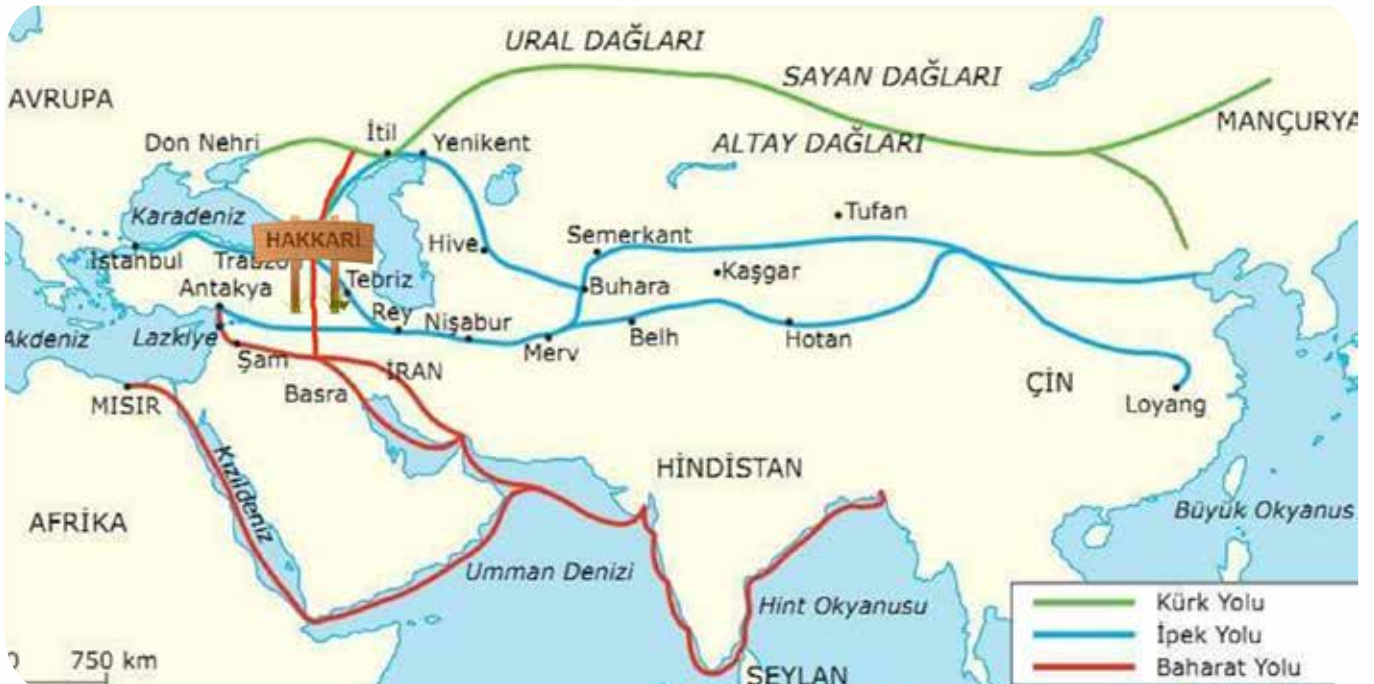 URAL DAĞLARI
SAYAN DAĞLARI
AVRUPA
MANÇURYA
Don Nehri
İtil
Yenikent
ALTAY DAĞLARI
Karadeniz
Tufan
HAKKARİ
Hive
Semerkant
İstanbul
Trabzo
Kaşgar
Tebriz
Antakya
Buhara
Rey
Nişabur
Akdeniz
Lazkiye
Şam
Merv
Belh
Hotan
İRAN
ÇİN
Basra
MISIR
Loyang
Kızıldeniz
HİNDİSTAN
AFRİKA
Büyük Okyanus
Umman Denizi
Hint Okyanusu
Kürk Yolu
İpek Yolu
Baharat Yolu
0 750 km
SEYLAN